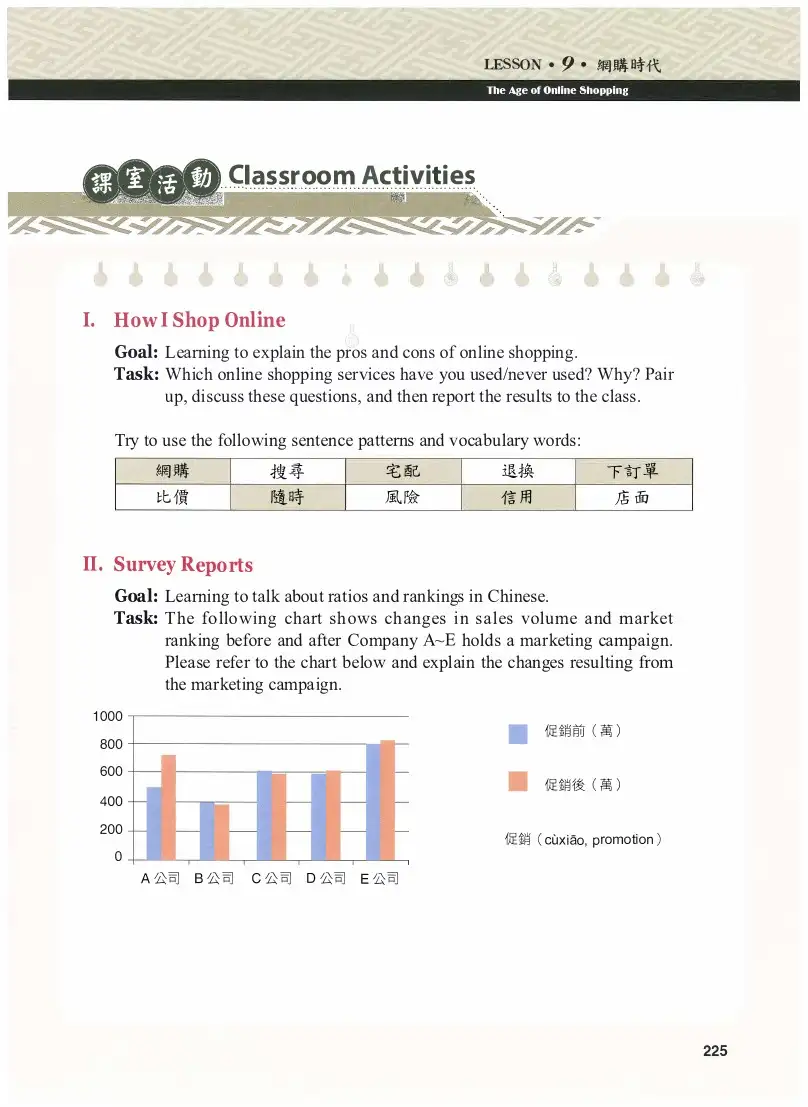 LESSON • 9 • 網購時代
The Age of Online Shopping
課室活動 Classroom Activities
I. How I Shop Online
Goal: Learning to explain the pros and cons of online shopping.
Task: Which online shopping services have you used/never used? Why? Pair
up, discuss these questions, and then report the results to the class.
Try to use the following sentence patterns and vocabulary words:
網購 搜尋 宅配 退換 下訂單
比價 隨時 風險 信用 店面
II. Survey Reports
Goal: Learning to talk about ratios and rankings in Chinese.
Task: The following chart shows changes in sales volume and market
ranking before and after Company A~E holds a marketing campaign.
Please refer to the chart below and explain the changes resulting from
the marketing campaign.
1000
800
600
400
200
0
A 公司 B 公司 C 公司 D 公司 E 公司
促銷前（萬）
促銷後（萬）
促銷（cùxiāo, promotion）
225